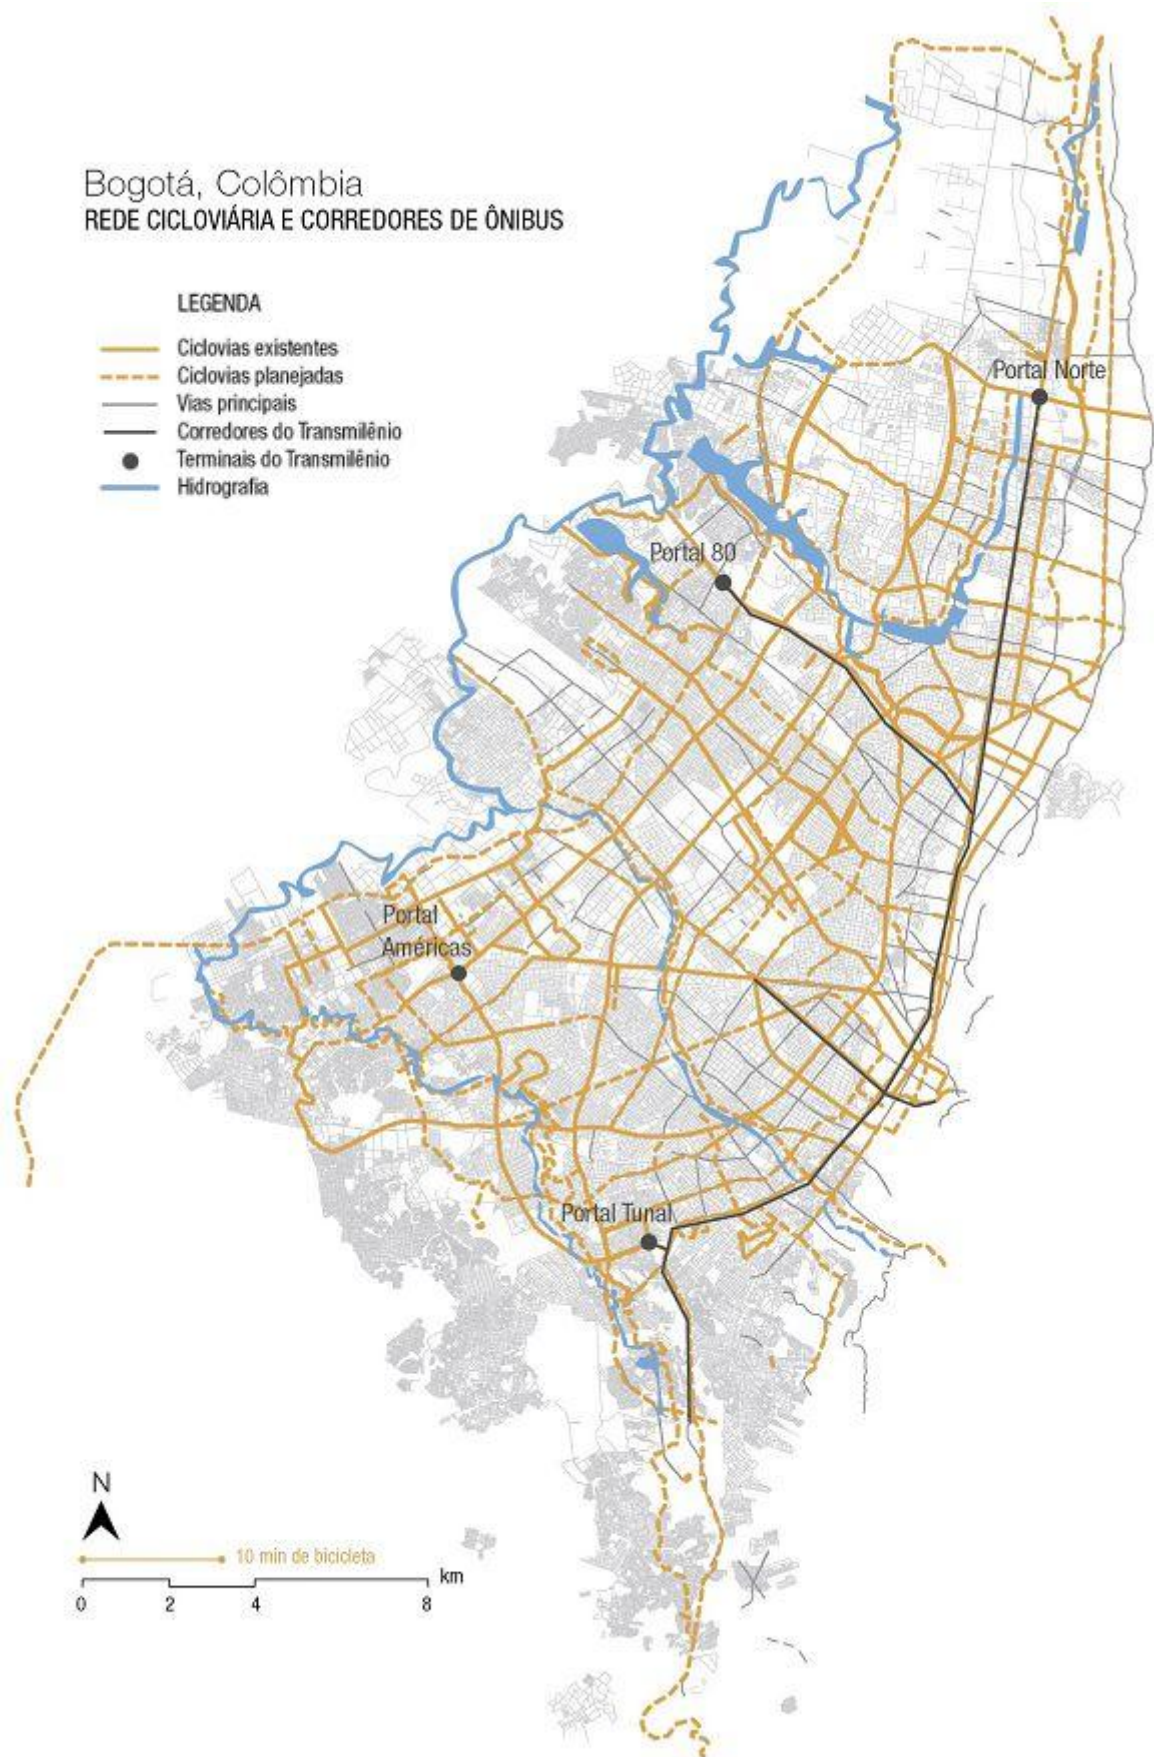 Bogotá, Colômbia
REDE CICLOVIÁRIA E CORREDORES DE ÔNIBUS
LEGENDA
Ciclovias existentes
Ciclovias planejadas
Vias principais
Corredores do Transmilênio
Terminais do Transmilênio
Hidrografia
Portal Norte
Portal 80
Portal
Américas
Portal Tunal
N
10 min de bicicleta
km
0 2 4 8